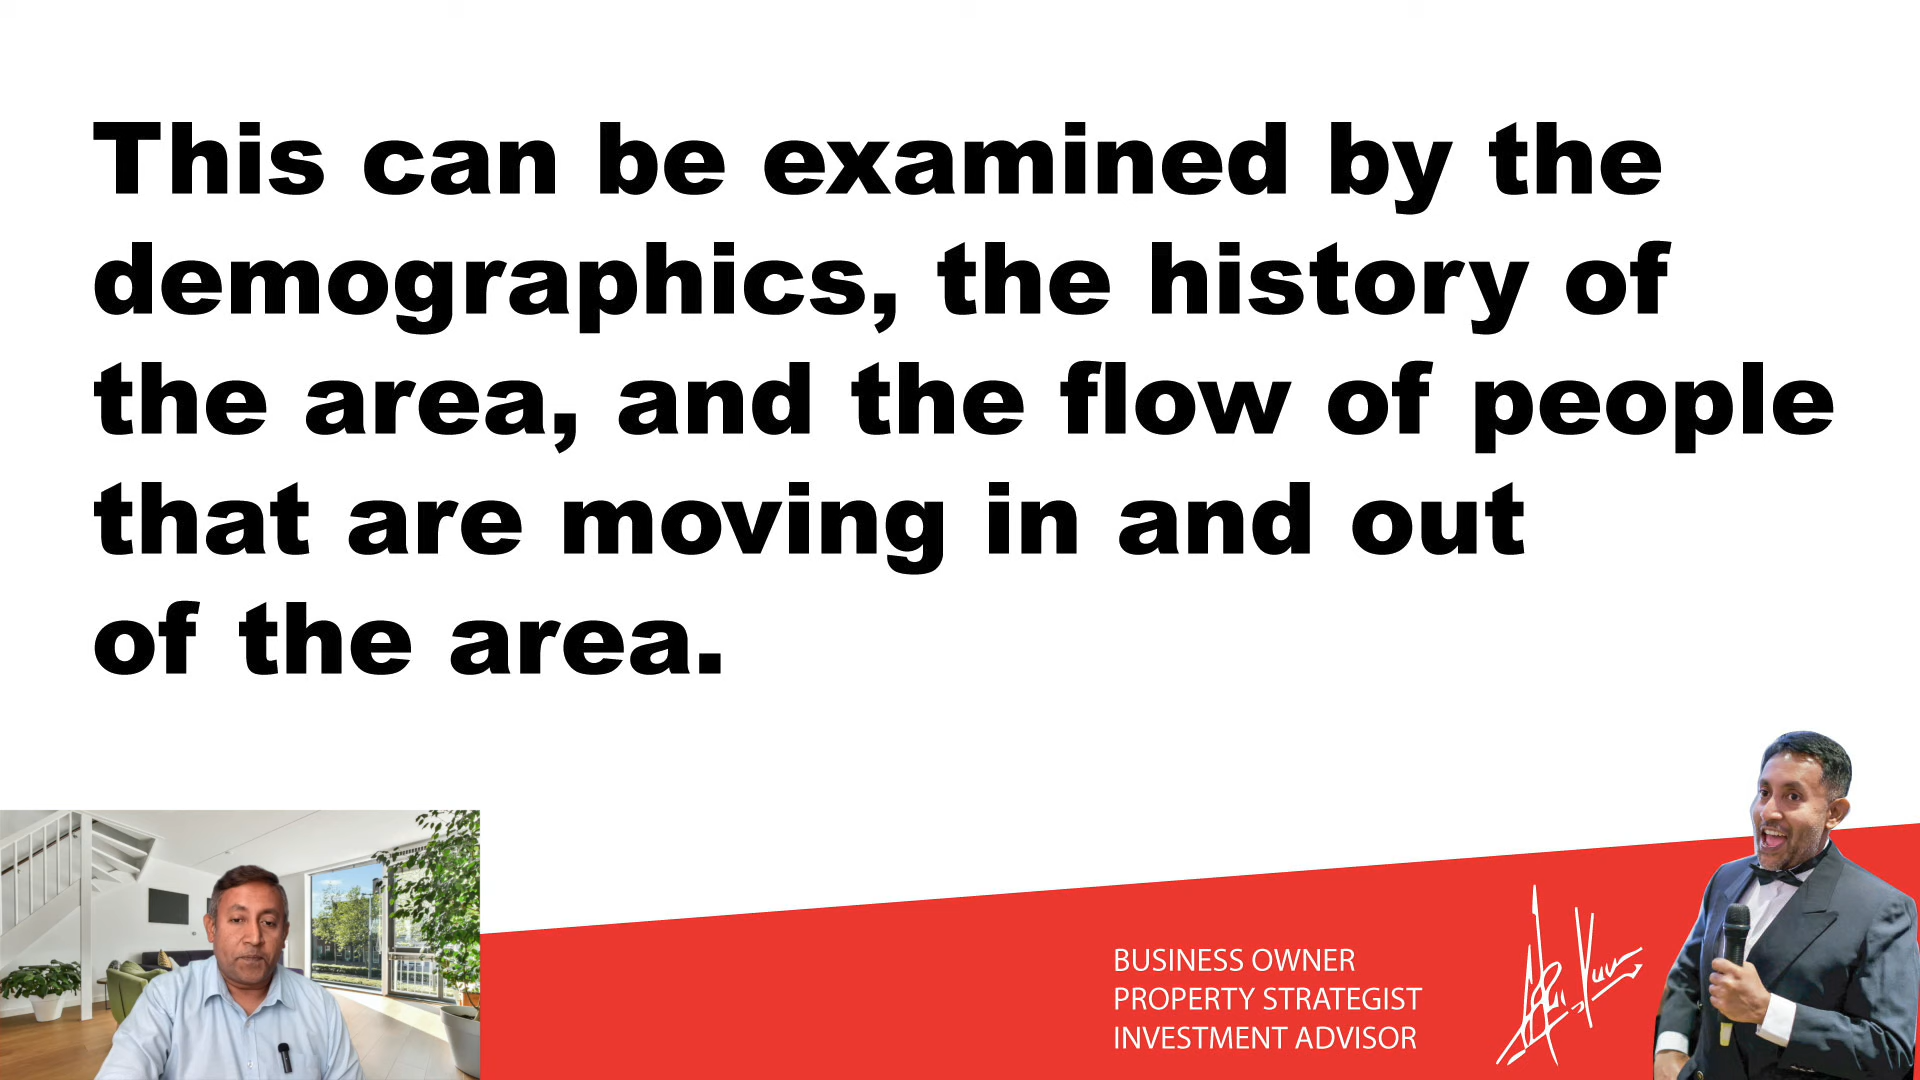 This can be examined by the
demographics, the history of
the area, and the flow of people
that are moving in and out
of the area.
BUSINESS OWNER
PROPERTY STRATEGIST
INVESTMENT ADVISOR